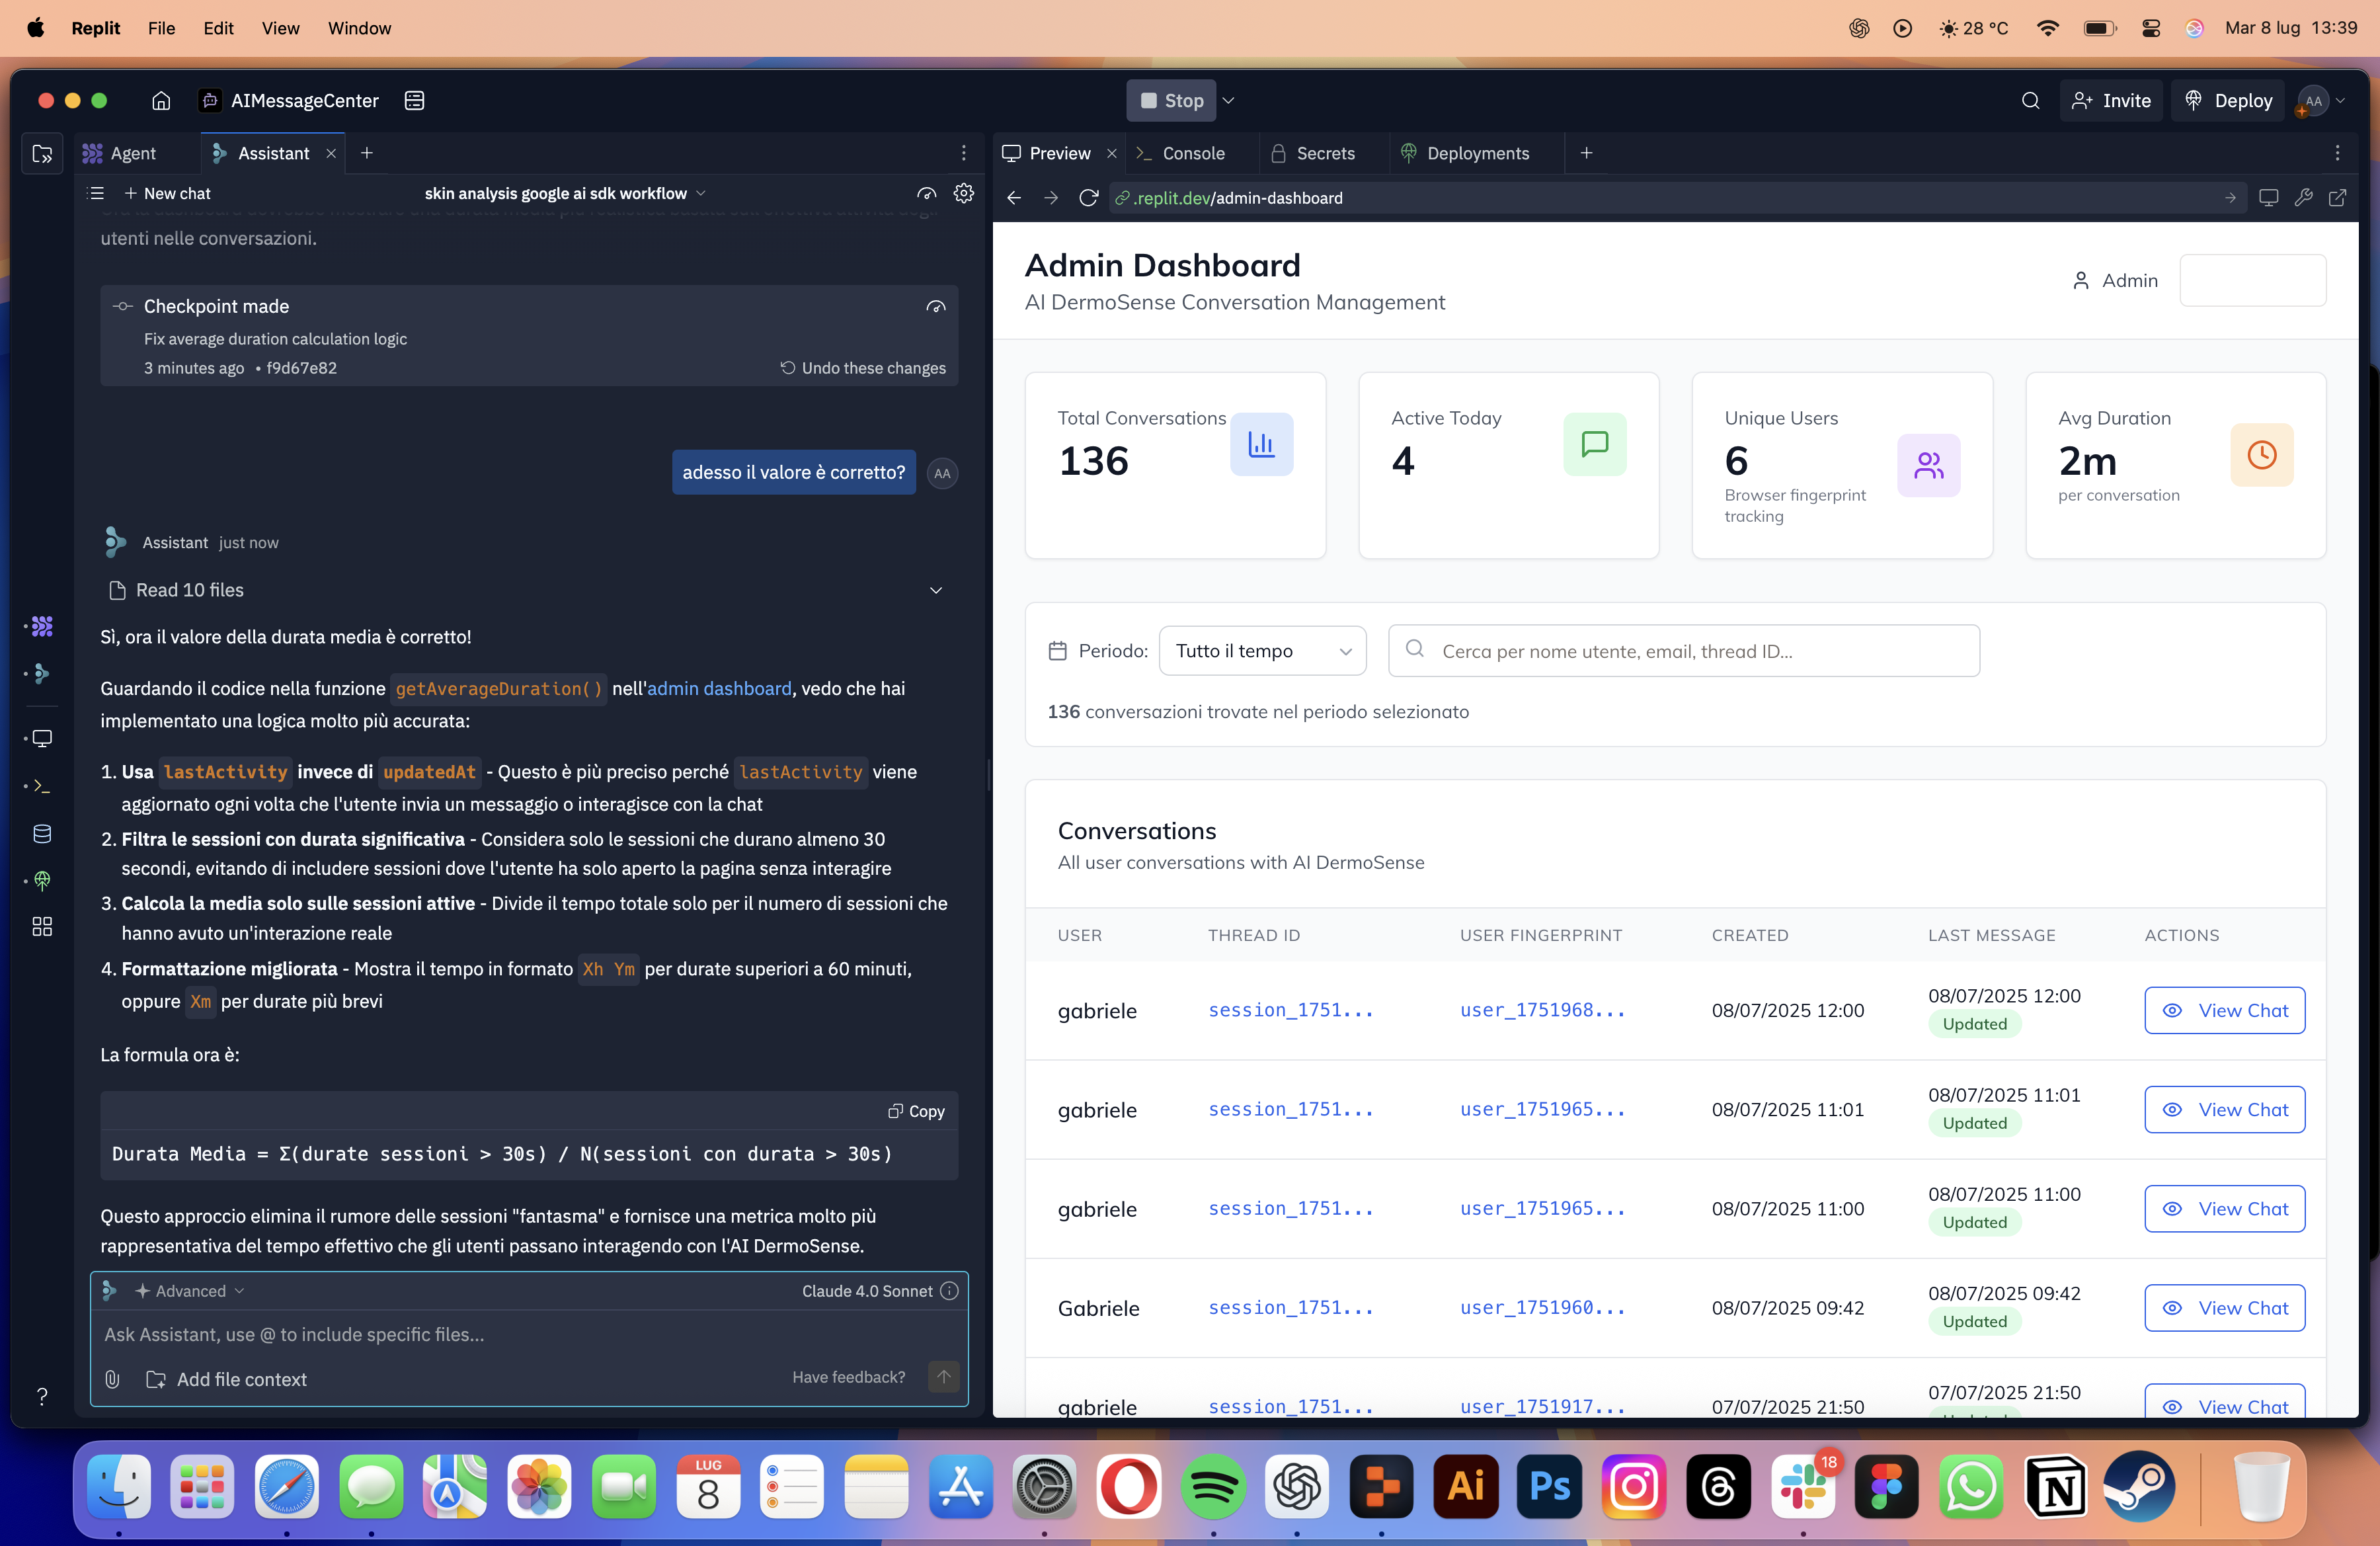 Replit File Edit View Window
28 °C Mar 8 lug 13:39
AIMessageCenter
Stop
Invite Deploy AA
Agent Assistant
Preview Console Secrets Deployments
New chat skin analysis google ai sdk workflow
.replit.dev/admin-dashboard
utenti nelle conversazioni.
Checkpoint made
Fix average duration calculation logic
3 minutes ago • f9d67e82 Undo these changes
adesso il valore è corretto? AA
Assistant just now
Read 10 files
Sì, ora il valore della durata media è corretto!
Guardando il codice nella funzione getAverageDuration() nell'admin dashboard, vedo che hai
implementato una logica molto più accurata:
1. Usa lastActivity invece di updatedAt - Questo è più preciso perché lastActivity viene
aggiornato ogni volta che l'utente invia un messaggio o interagisce con la chat
2. Filtra le sessioni con durata significativa - Considera solo le sessioni che durano almeno 30
secondi, evitando di includere sessioni dove l'utente ha solo aperto la pagina senza interagire
3. Calcola la media solo sulle sessioni attive - Divide il tempo totale solo per il numero di sessioni che
hanno avuto un'interazione reale
4. Formattazione migliorata - Mostra il tempo in formato Xh Ym per durate superiori a 60 minuti,
oppure Xm per durate più brevi
La formula ora è:
Copy
Durata Media = Σ(durate sessioni > 30s) / N(sessioni con durata > 30s)
Questo approccio elimina il rumore delle sessioni "fantasma" e fornisce una metrica molto più
rappresentativa del tempo effettivo che gli utenti passano interagendo con l'AI DermoSense.
Advanced Claude 4.0 Sonnet
Ask Assistant, use @ to include specific files...
Add file context Have feedback?
Admin Dashboard
AI DermoSense Conversation Management
Admin
Total Conversations
136
Active Today
4
Unique Users
6
Browser fingerprint
tracking
Avg Duration
2m
per conversation
Periodo: Tutto il tempo Cerca per nome utente, email, thread ID...
136 conversazioni trovate nel periodo selezionato
Conversations
All user conversations with AI DermoSense
USER THREAD ID USER FINGERPRINT CREATED LAST MESSAGE ACTIONS
gabriele session_1751... user_1751968... 08/07/2025 12:00 08/07/2025 12:00 Updated View Chat
gabriele session_1751... user_1751965... 08/07/2025 11:01 08/07/2025 11:01 Updated View Chat
gabriele session_1751... user_1751965... 08/07/2025 11:00 08/07/2025 11:00 Updated View Chat
Gabriele session_1751... user_1751960... 08/07/2025 09:42 08/07/2025 09:42 Updated View Chat
gabriele session_1751... user_1751917... 07/07/2025 21:50 07/07/2025 21:50 View Chat
?
LUG
8
Ai
Ps
18
N